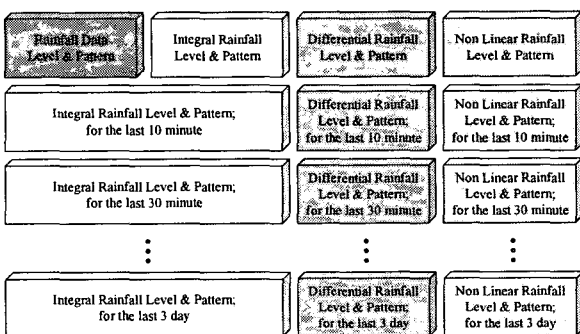 Rainfall Data
Level & Pattern
Integral Rainfall
Level & Pattern
Differential Rainfall
Level & Pattern
Non Linear Rainfall
Level & Pattern
Integral Rainfall Level & Pattern;
for the last 10 minute
Differential Rainfall
Level & Pattern;
for the last 10 minute
Non Linear Rainfall
Level & Pattern;
for the last 10 minute
Integral Rainfall Level & Pattern;
for the last 30 minute
Differential Rainfall
Level & Pattern;
for the last 30 minute
Non Linear Rainfall
Level & Pattern;
for the last 30 minute
Integral Rainfall Level & Pattern;
for the last 3 day
Differential Rainfall
Level & Pattern;
for the last 3 day
Non Linear Rainfall
Level & Pattern;
for the last 3 day